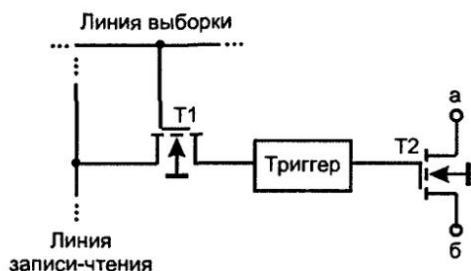 Линия выборки
T1
a
T2
Триггер
б
Линия
записи-чтения